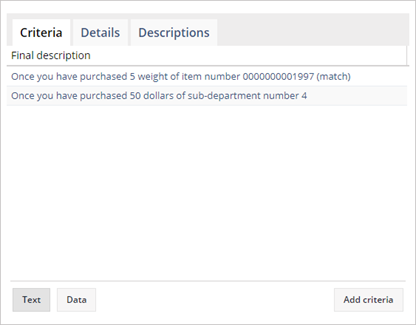 Criteria Details Descriptions
Final description
Once you have purchased 5 weight of item number 0000000001997 (match)
Once you have purchased 50 dollars of sub-department number 4
Text Data Add criteria